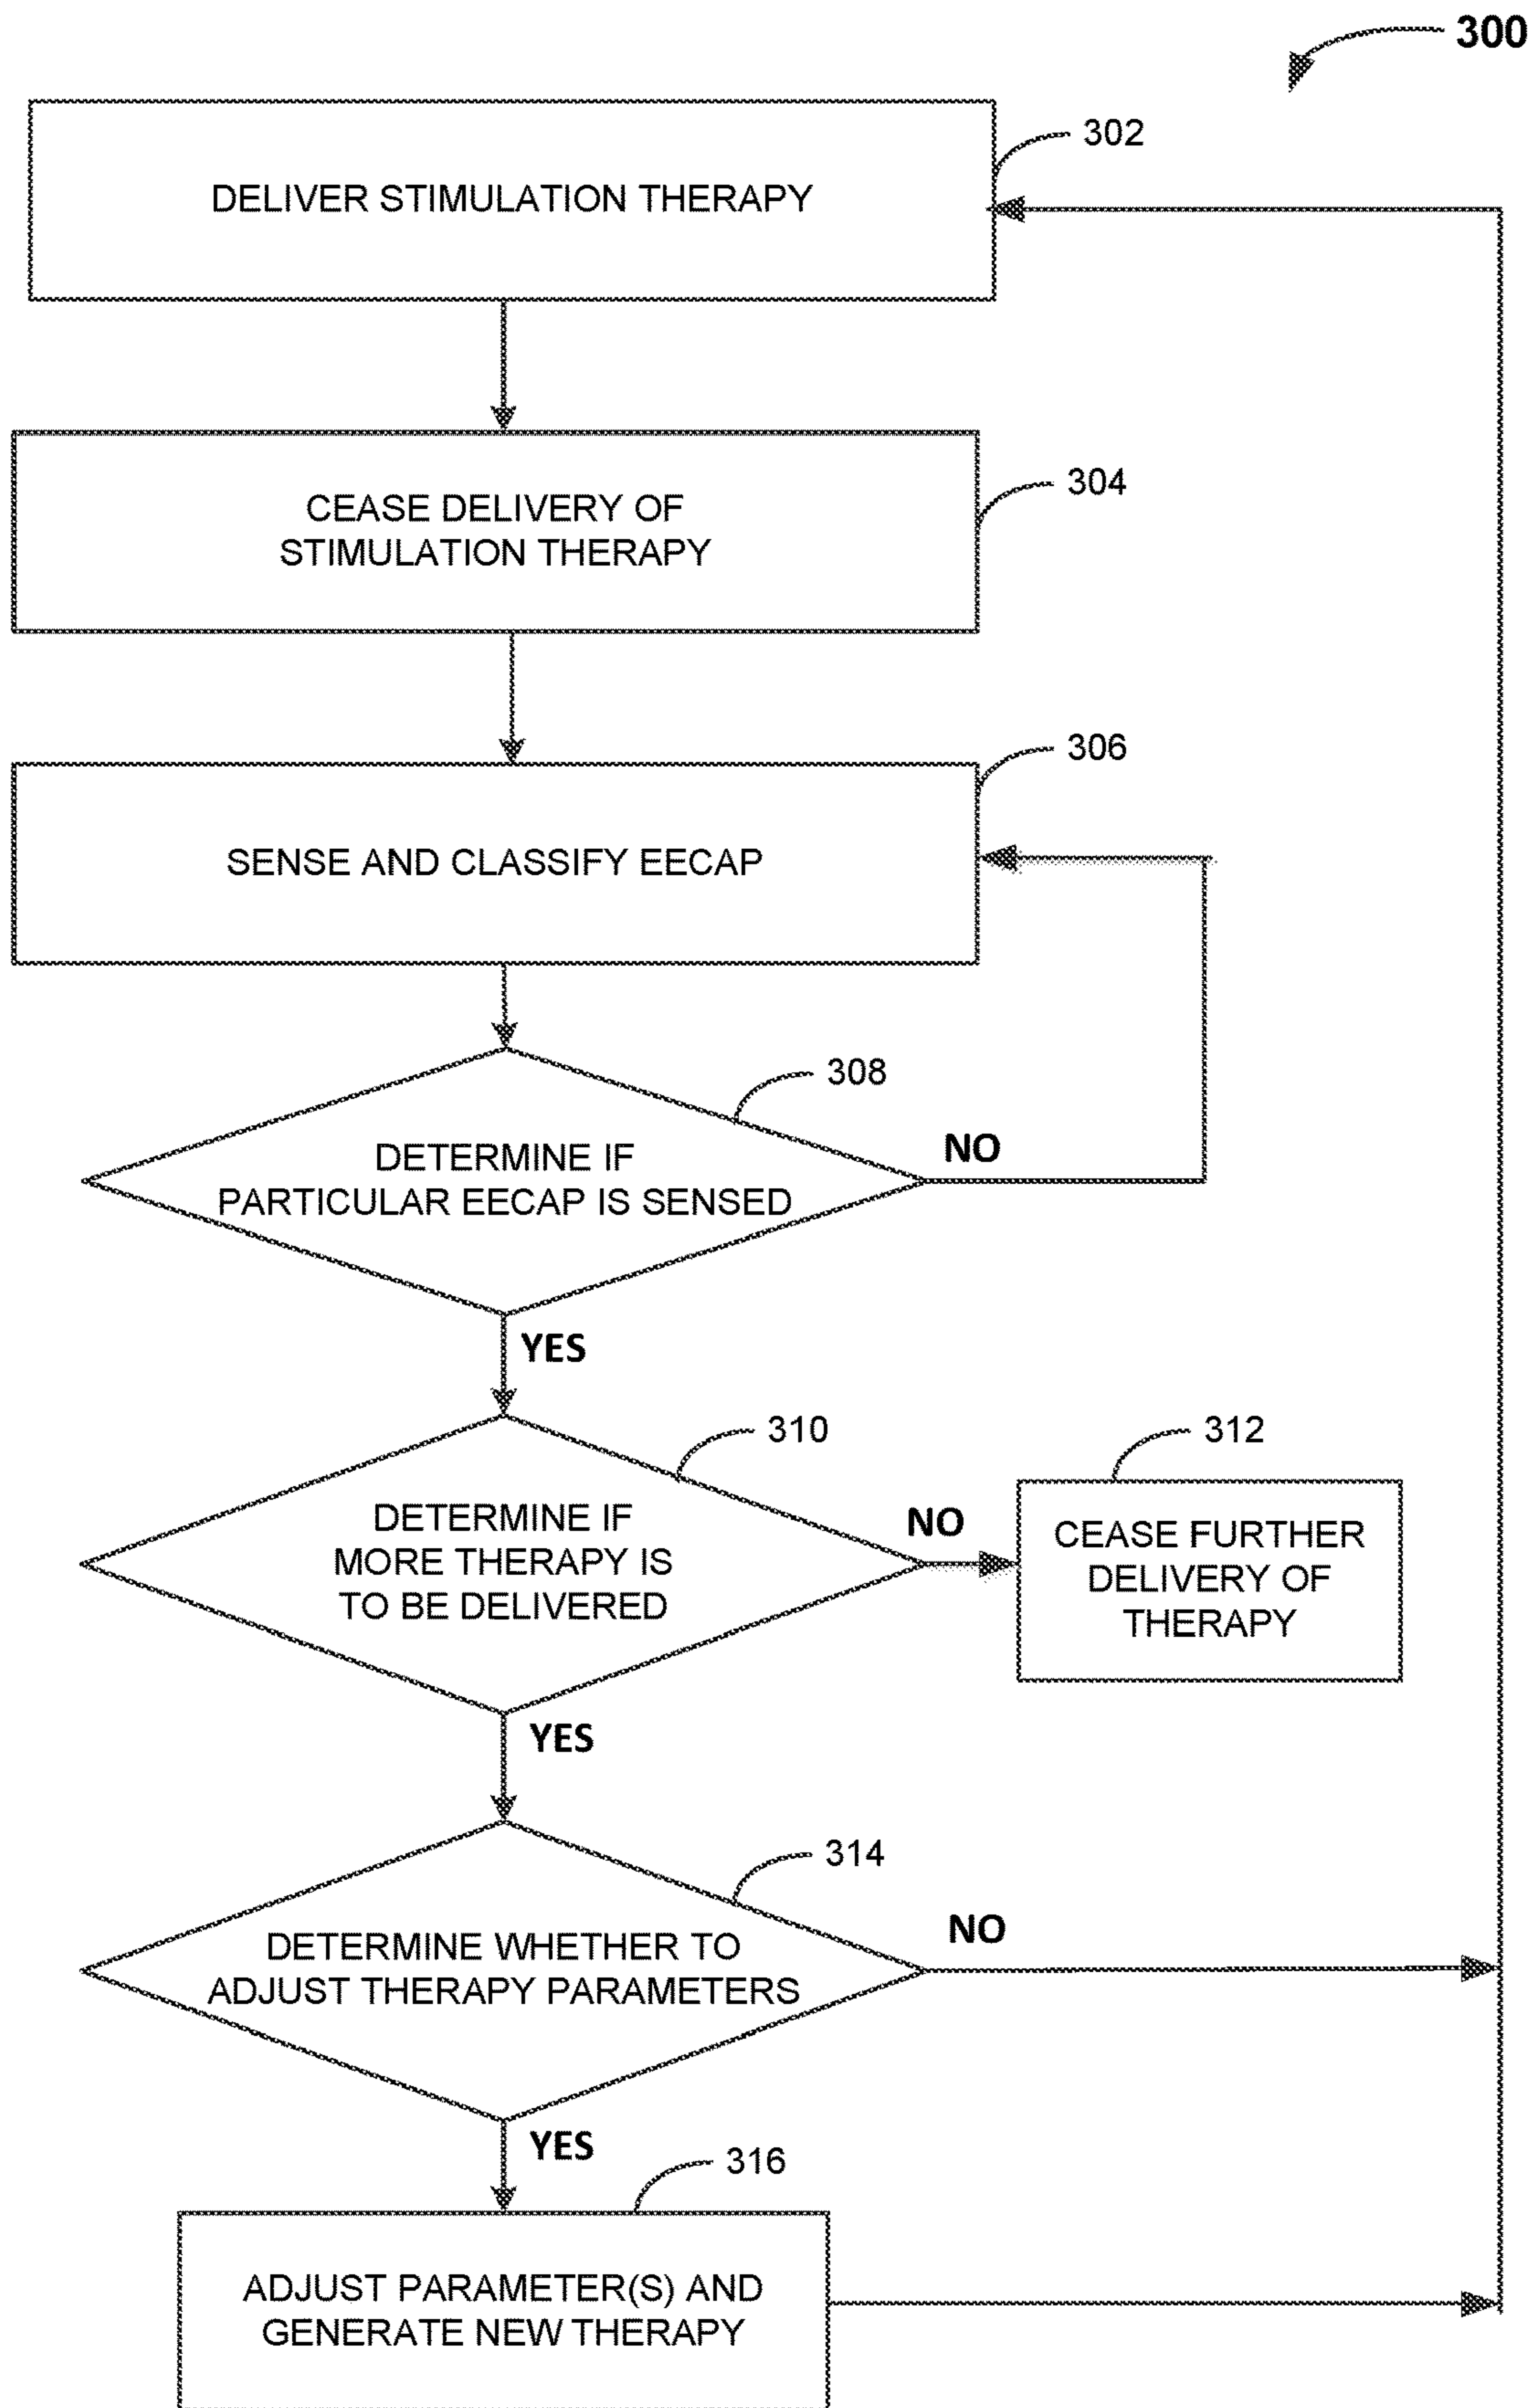 300
302
DELIVER STIMULATION THERAPY
304
CEASE DELIVERY OF
STIMULATION THERAPY
306
SENSE AND CLASSIFY EECAP
308
DETERMINE IF
PARTICULAR EECAP IS SENSED
NO
YES
310
DETERMINE IF
MORE THERAPY IS
TO BE DELIVERED
NO
312
CEASE FURTHER
DELIVERY OF
THERAPY
YES
314
DETERMINE WHETHER TO
ADJUST THERAPY PARAMETERS
NO
YES
316
ADJUST PARAMETER(S) AND
GENERATE NEW THERAPY